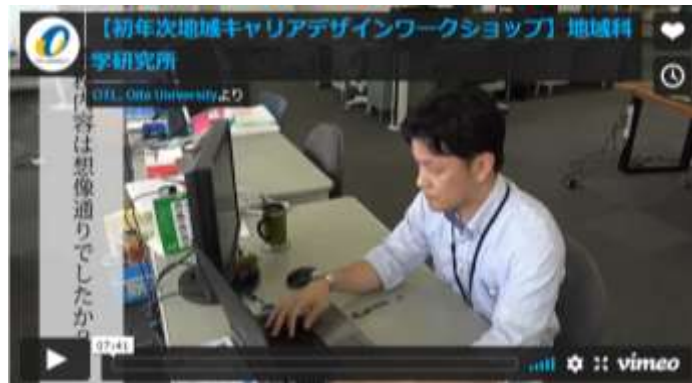 【初年次地域キャリアデザインワークショップ】地域科
学研究所
OTL, Oita Universityより
内容は想像通りでしたか
07:41
vimeo